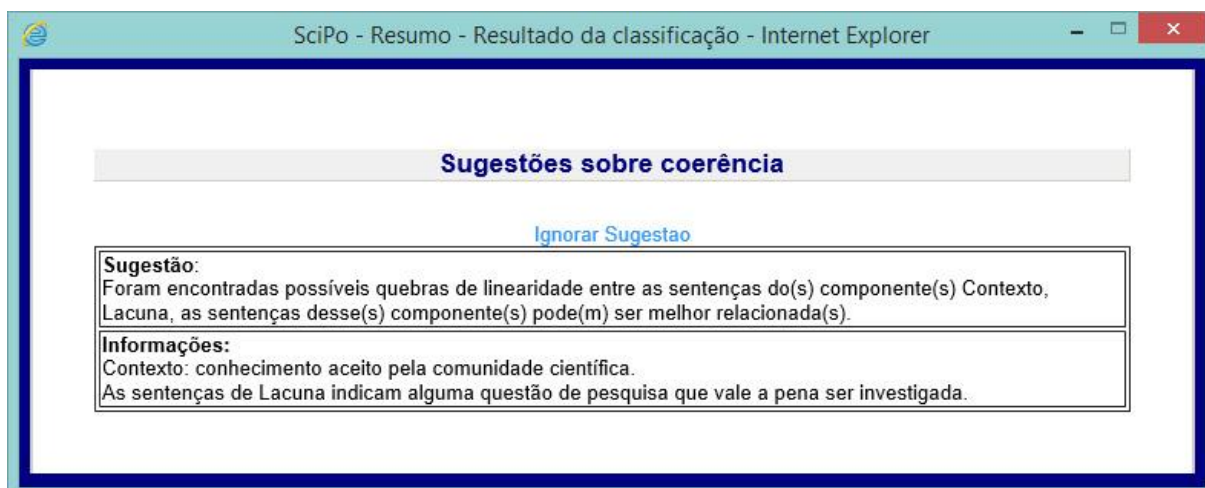 SciPo - Resumo - Resultado da classificação - Internet Explorer
Sugestões sobre coerência
Ignorar Sugestao
Sugestão:
Foram encontradas possíveis quebras de linearidade entre as sentenças do(s) componente(s) Contexto,
Lacuna, as sentenças desse(s) componente(s) pode(m) ser melhor relacionada(s).
Informações:
Contexto: conhecimento aceito pela comunidade científica.
As sentenças de Lacuna indicam alguma questão de pesquisa que vale a pena ser investigada.